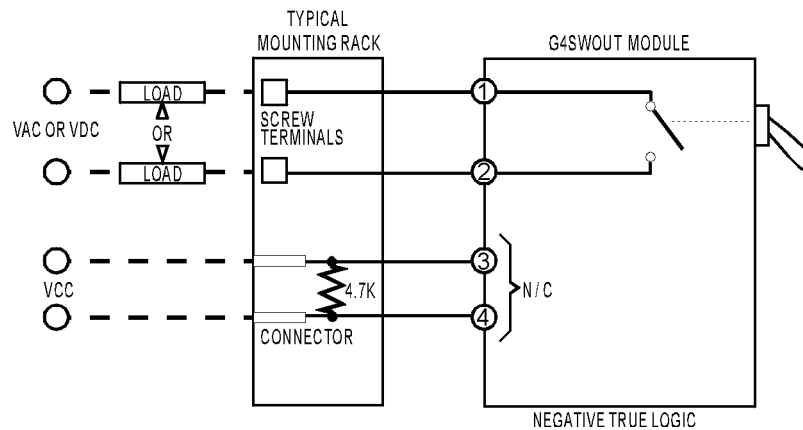 TYPICAL
MOUNTING RACK
G4SWOUT MODULE
LOAD
1
VAC OR VDC
OR
SCREW
TERMINALS
LOAD
2
3
VCC
4.7K
N / C
4
CONNECTOR
NEGATIVE TRUE LOGIC